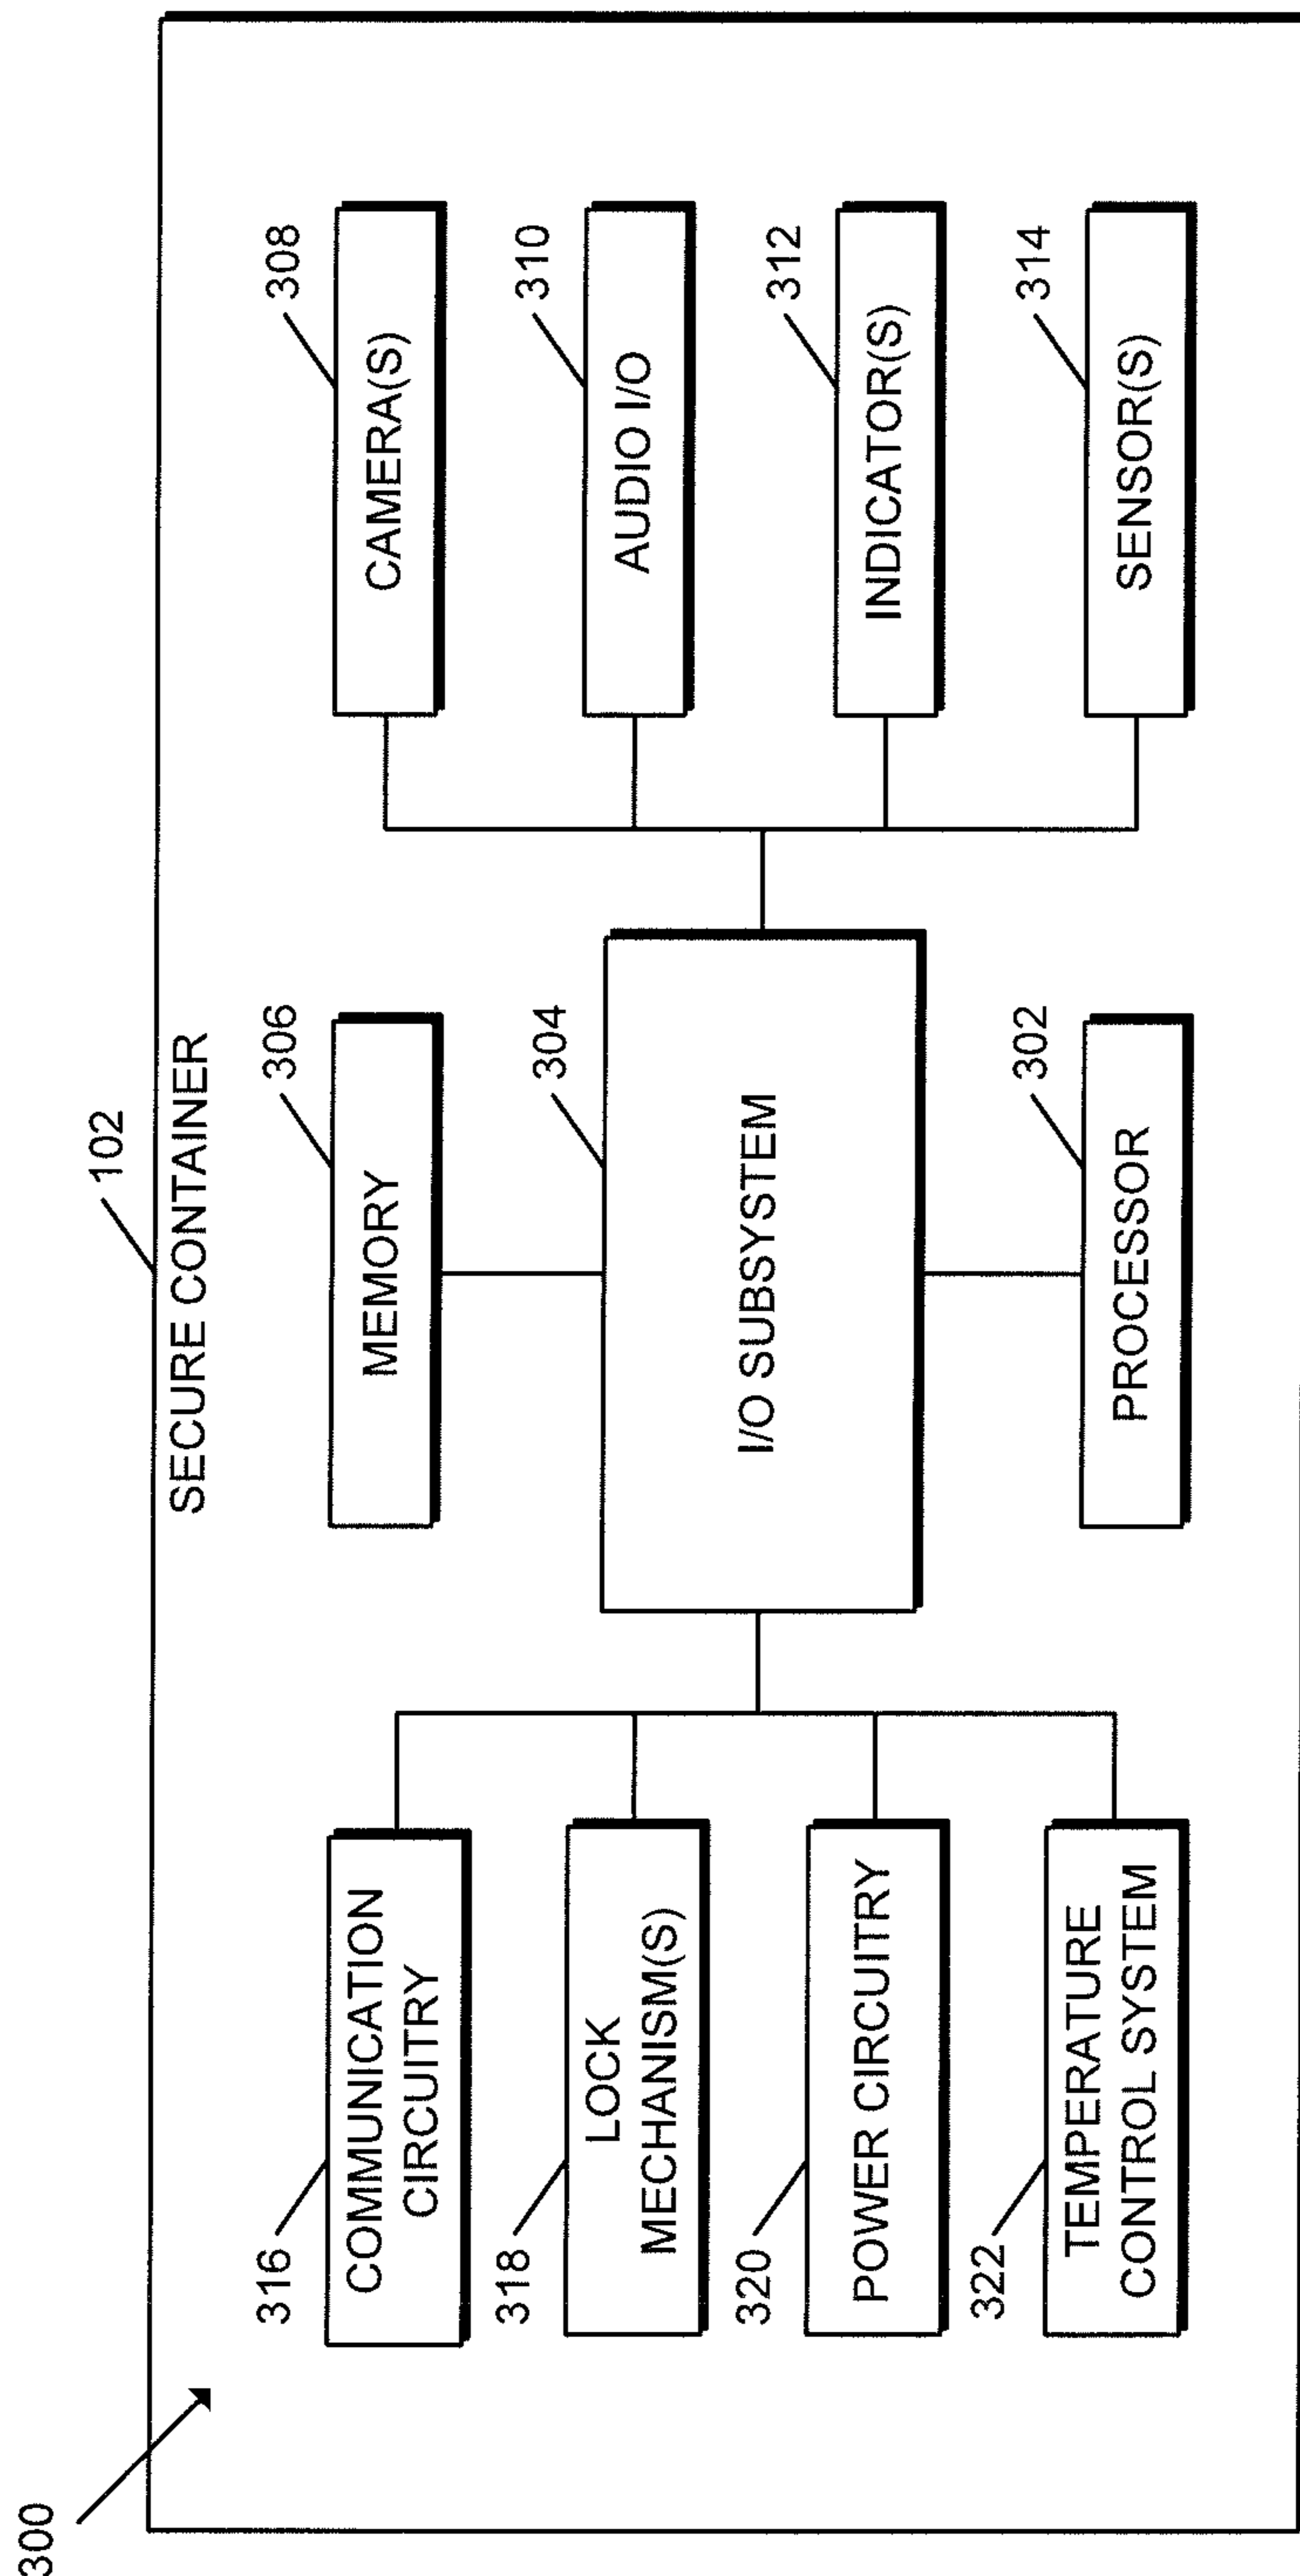 300
102
SECURE CONTAINER
316
COMMUNICATION
CIRCUITRY
318
LOCK
MECHANISM(S)
320
POWER CIRCUITRY
322
TEMPERATURE
CONTROL SYSTEM
306
MEMORY
304
I/O SUBSYSTEM
302
PROCESSOR
308
CAMERA(S)
310
AUDIO I/O
312
INDICATOR(S)
314
SENSOR(S)